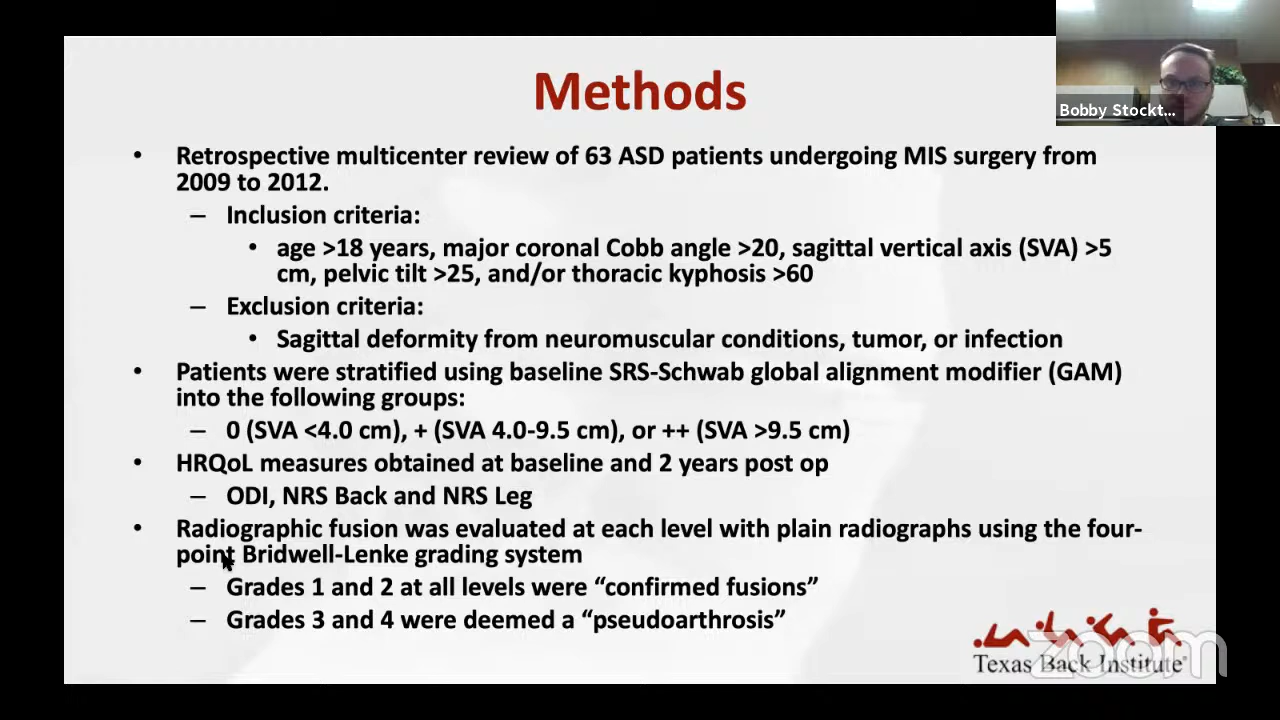 Methods
Bobby Stockt...
• Retrospective multicenter review of 63 ASD patients undergoing MIS surgery from
2009 to 2012.
– Inclusion criteria:
• age >18 years, major coronal Cobb angle >20, sagittal vertical axis (SVA) >5
cm, pelvic tilt >25, and/or thoracic kyphosis >60
– Exclusion criteria:
• Sagittal deformity from neuromuscular conditions, tumor, or infection
• Patients were stratified using baseline SRS-Schwab global alignment modifier (GAM)
into the following groups:
– 0 (SVA <4.0 cm), + (SVA 4.0-9.5 cm), or ++ (SVA >9.5 cm)
• HRQoL measures obtained at baseline and 2 years post op
– ODI, NRS Back and NRS Leg
• Radiographic fusion was evaluated at each level with plain radiographs using the four-
point Bridwell-Lenke grading system
– Grades 1 and 2 at all levels were “confirmed fusions”
– Grades 3 and 4 were deemed a “pseudoarthrosis”
zoom
Texas Back Institute®